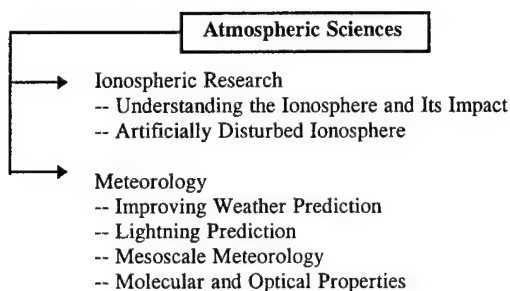 Atmospheric Sciences
Ionospheric Research
-- Understanding the Ionosphere and Its Impact
-- Artificially Disturbed Ionosphere
Meteorology
-- Improving Weather Prediction
-- Lightning Prediction
-- Mesoscale Meteorology
-- Molecular and Optical Properties